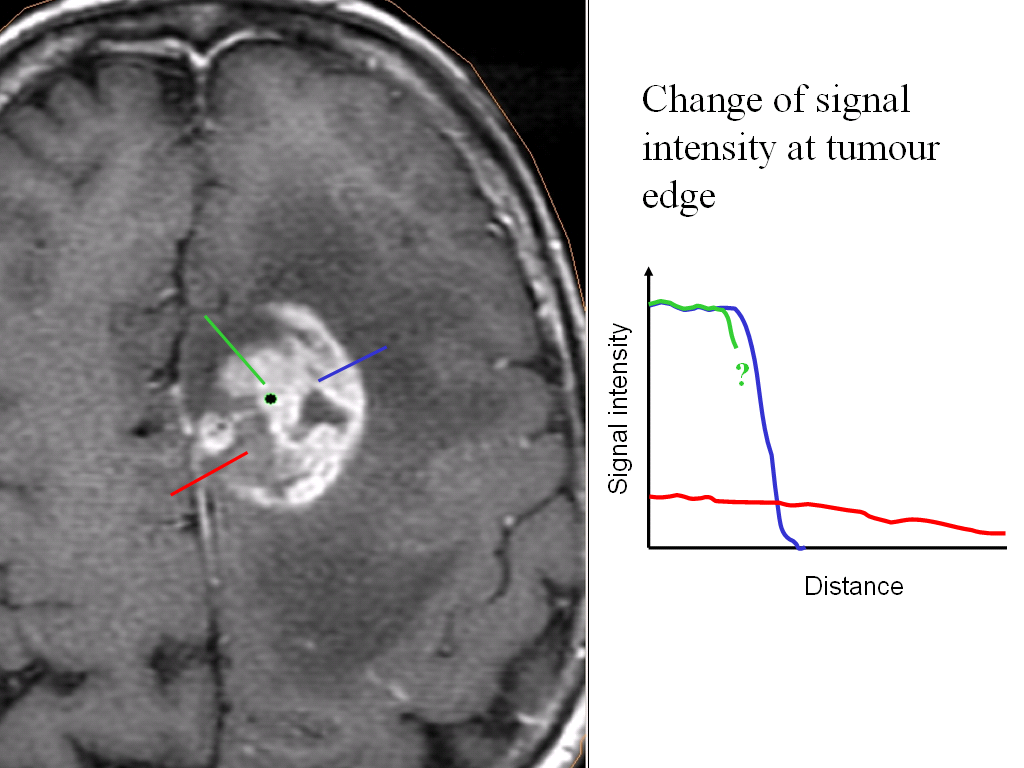 Change of signal
intensity at tumour
edge
Signal intensity
?
Distance